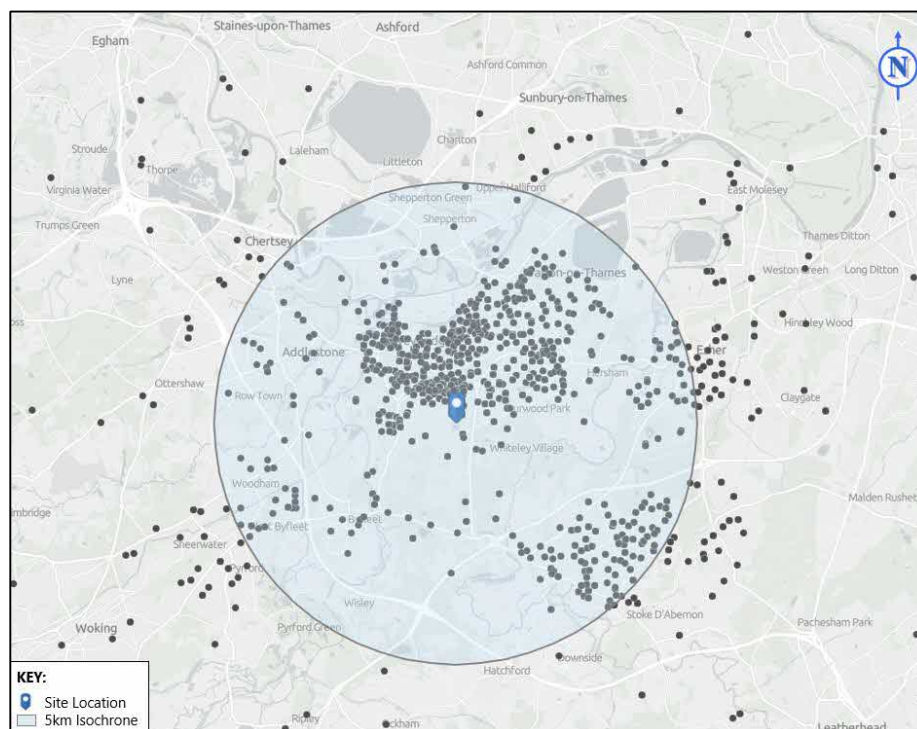 Staines-upon-Thames
Ashford
Egham
N
Ashford Common
Sunbury-on-Thames
Stroude
Laleham
Charlton
Littleton
Thorpe
Virginia Water
Upper Halliford
East Molesey
Shepperton Green
Trumps Green
Shepperton
Thames Ditton
Chertsey
Weston Green
Long Ditton
Lyne
Hinchley Wood
Addlestone
Esher
Ottershaw
Hersham
Row Town
Claygate
Burwood Park
Whiteley Village
Woodham
Malden Rushett
Byfleet
Sheerwater
Pyrford
Wisley
Stoke D'Abernon
Woking
Pyrford Green
Pachesham Park
Downside
Hatchford
KEY:
Site Location
5km Isochrone
Ripley
Leatherhead